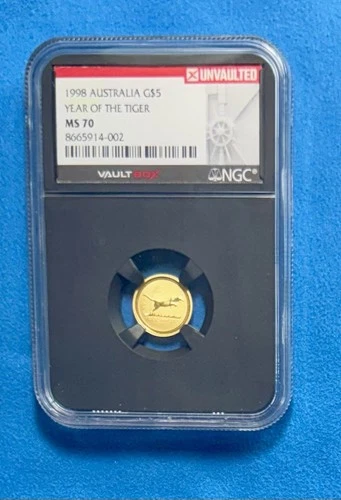 UNVAULTED
1998 AUSTRALIA G$5
YEAR OF THE TIGER
MS 70
8665914-002
VAULTBOX
NGC®